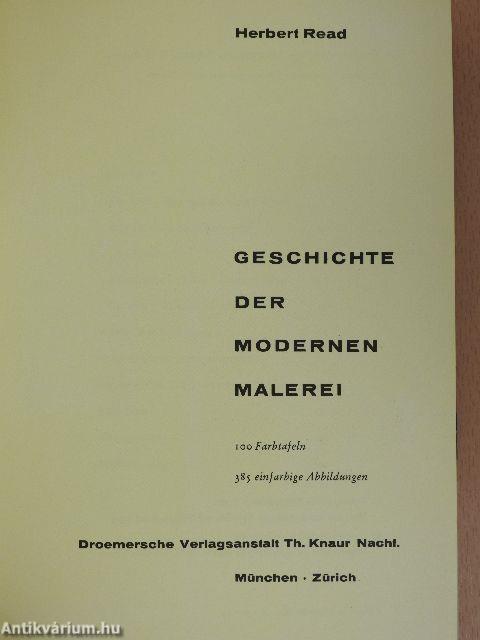 Herbert Read
GESCHICHTE
DER
MODERNEN
MALEREI
100 Farbtafeln
385 einfarbige Abbildungen
Droemersche Verlagsanstalt Th. Knaur Nachf.
München · Zürich
Antikvárium.hu